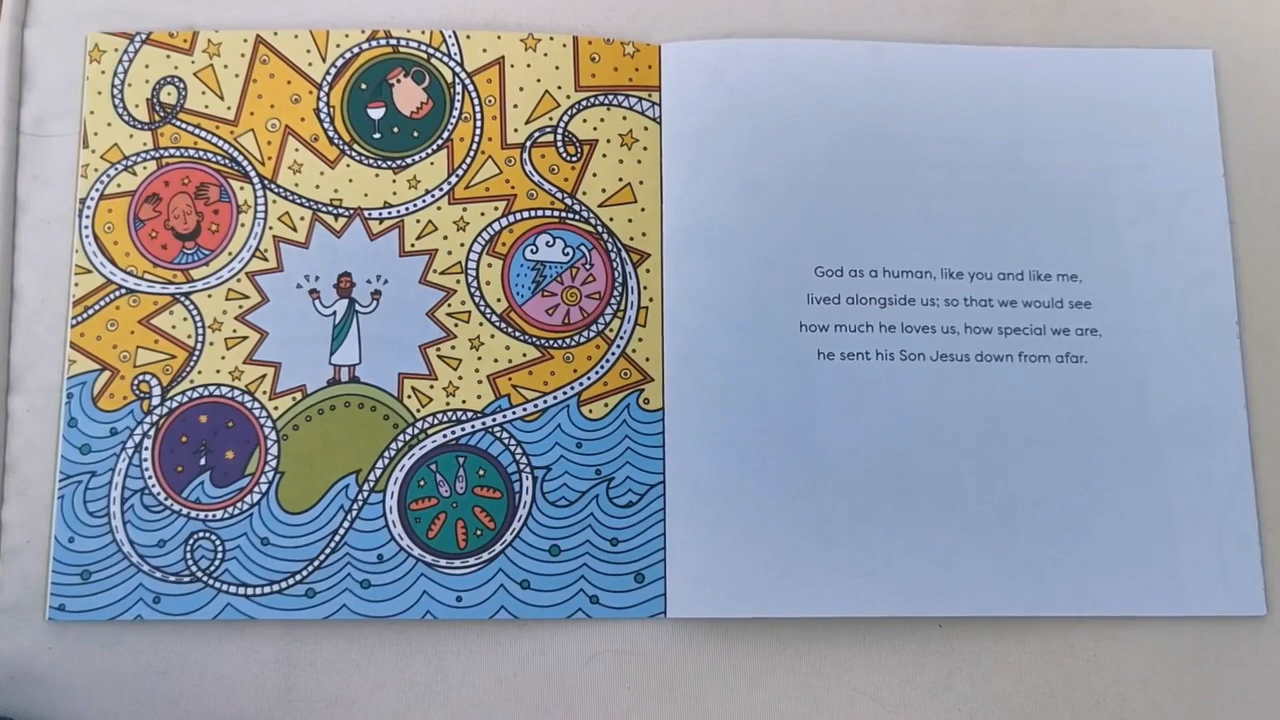 God as a human, like you and like me,
lived alongside us; so that we would see
how much he loves us, how special we are,
he sent his Son Jesus down from afar.